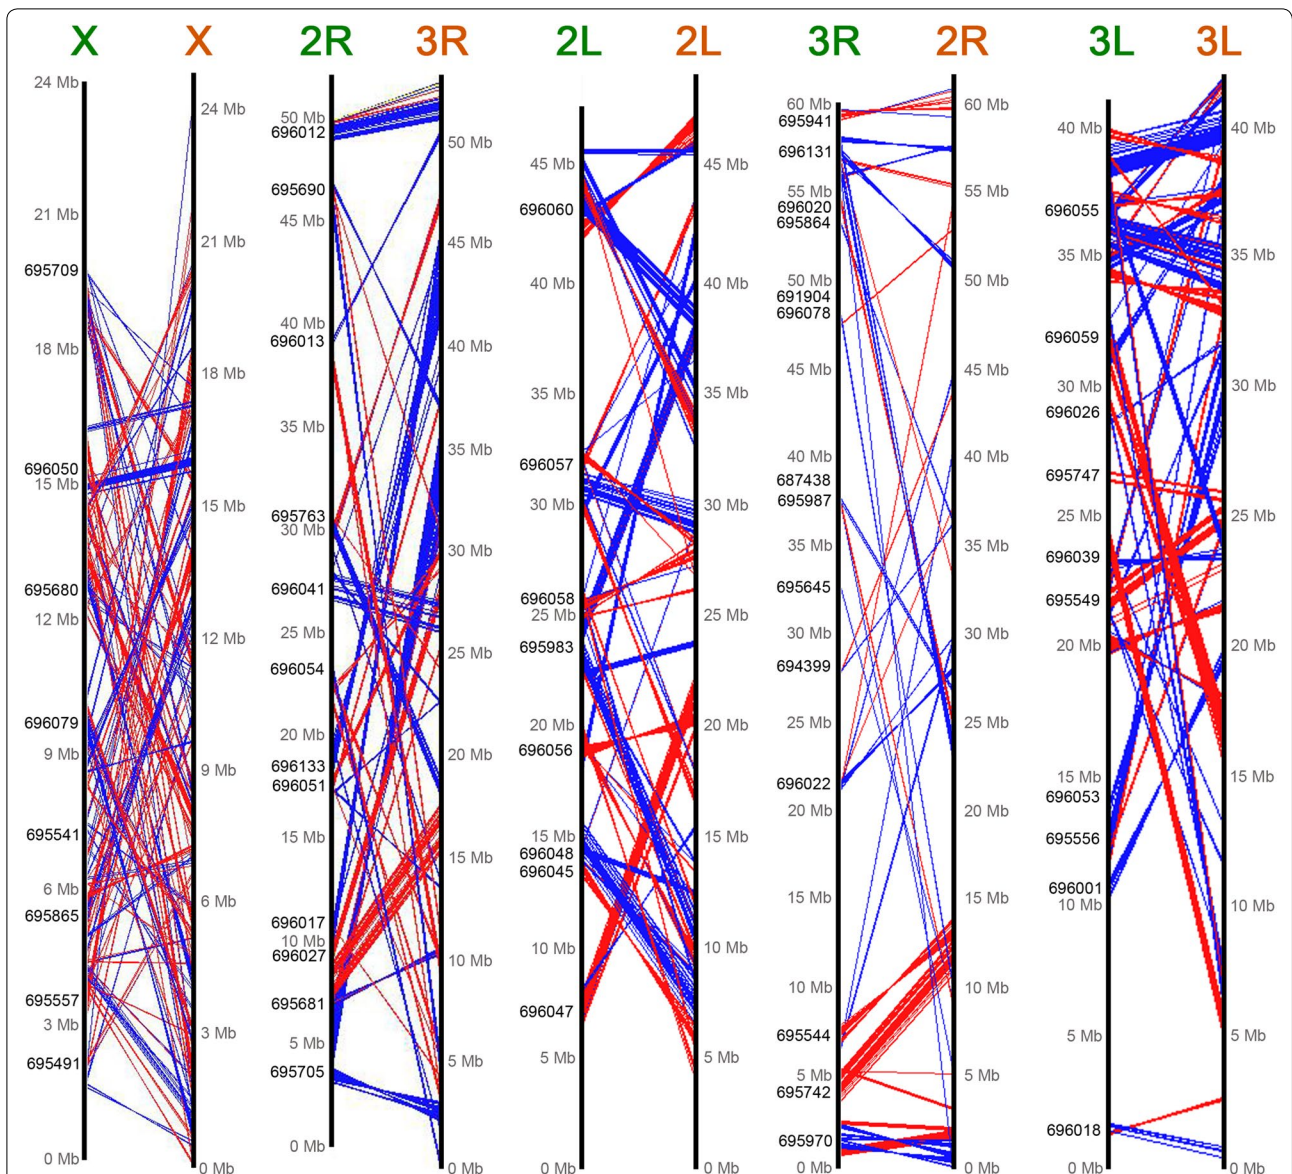 X X 2R 3R 2L 2L 3R 2R 3L 3L
24 Mb
21 Mb
695709
18 Mb
696050
15 Mb
695680
12 Mb
696079
9 Mb
695541
6 Mb
695865
695557
3 Mb
695491
0 Mb
24 Mb
21 Mb
18 Mb
15 Mb
12 Mb
9 Mb
6 Mb
3 Mb
0 Mb
50 Mb
696012
695690
45 Mb
40 Mb
696013
35 Mb
695763
30 Mb
696041
25 Mb
696054
20 Mb
696133
696051
15 Mb
696017
10 Mb
696027
695681
5 Mb
695705
0 Mb
50 Mb
45 Mb
40 Mb
35 Mb
30 Mb
25 Mb
20 Mb
15 Mb
10 Mb
5 Mb
0 Mb
45 Mb
696060
40 Mb
35 Mb
696057
30 Mb
696058
25 Mb
695983
20 Mb
696056
15 Mb
696048
696045
10 Mb
696047
5 Mb
0 Mb
45 Mb
40 Mb
35 Mb
30 Mb
25 Mb
20 Mb
15 Mb
10 Mb
5 Mb
0 Mb
60 Mb
695941
696131
55 Mb
696020
695864
50 Mb
691904
696078
45 Mb
40 Mb
687438
695987
35 Mb
695645
30 Mb
694399
25 Mb
696022
20 Mb
15 Mb
10 Mb
695544
5 Mb
695742
695970
0 Mb
60 Mb
55 Mb
50 Mb
45 Mb
40 Mb
35 Mb
30 Mb
25 Mb
20 Mb
15 Mb
10 Mb
5 Mb
0 Mb
40 Mb
696055
35 Mb
696059
30 Mb
696026
695747
25 Mb
696039
695549
20 Mb
15 Mb
696053
695556
696001
10 Mb
5 Mb
696018
0 Mb
40 Mb
35 Mb
30 Mb
25 Mb
20 Mb
15 Mb
10 Mb
5 Mb
0 Mb